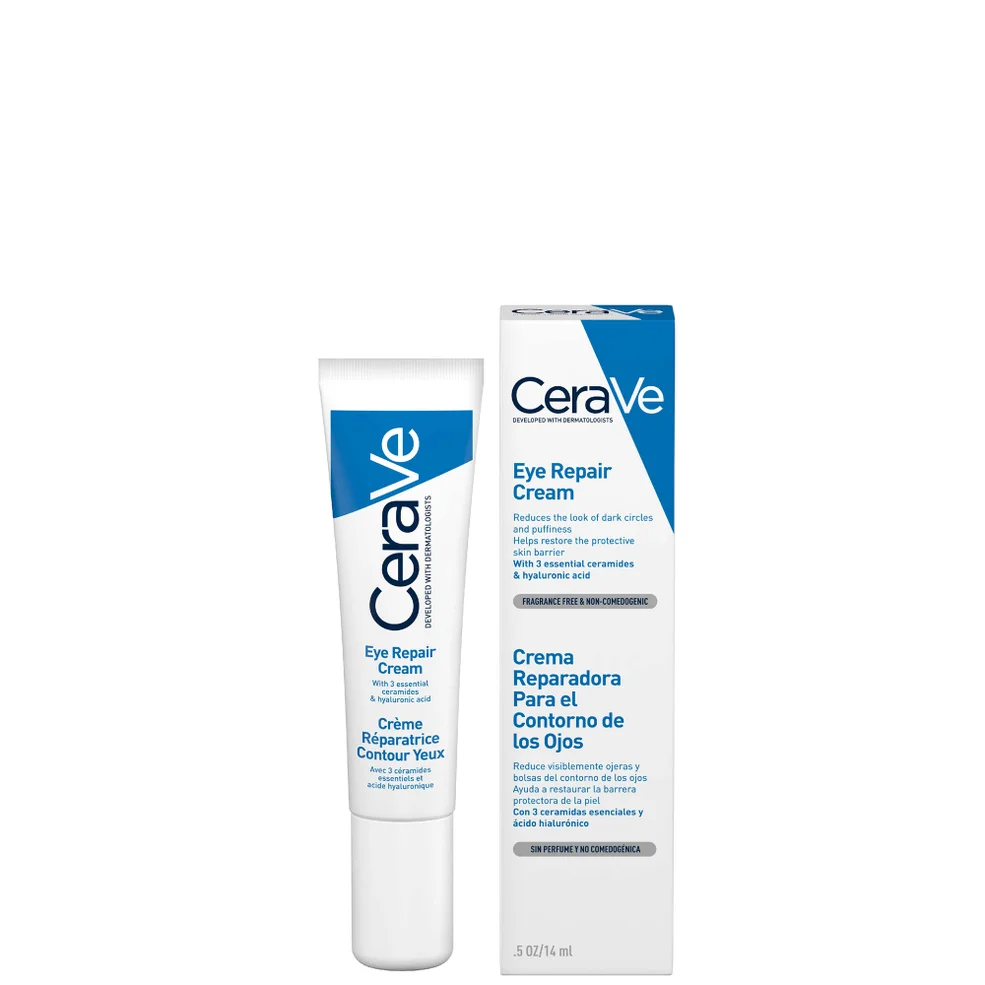 CeraVe
DEVELOPED WITH DERMATOLOGISTS
Eye Repair
Cream
With 3 essential
ceramides
& hyaluronic acid
Crème
Réparatrice
Contour Yeux
Avec 3 céramides
essentiels et
acide hyaluronique
CeraVe
CeraVe
DEVELOPED WITH DERMATOLOGISTS
Eye Repair
Cream
Reduces the look of dark circles
and puffiness
Helps restore the protective
skin barrier
With 3 essential ceramides
& hyaluronic acid
FRAGRANCE FREE & NON-COMEDOGENIC
Crema
Reparadora
Para el
Contorno de
los Ojos
Reduce visiblemente ojeras y
bolsas del contorno de los ojos
Ayuda a restaurar la barrera
protectora de la piel
Con 3 ceramidas esenciales y
ácido hialurónico
SIN PERFUME Y NO COMEDOGÉNICA
.5 OZ/14 ml